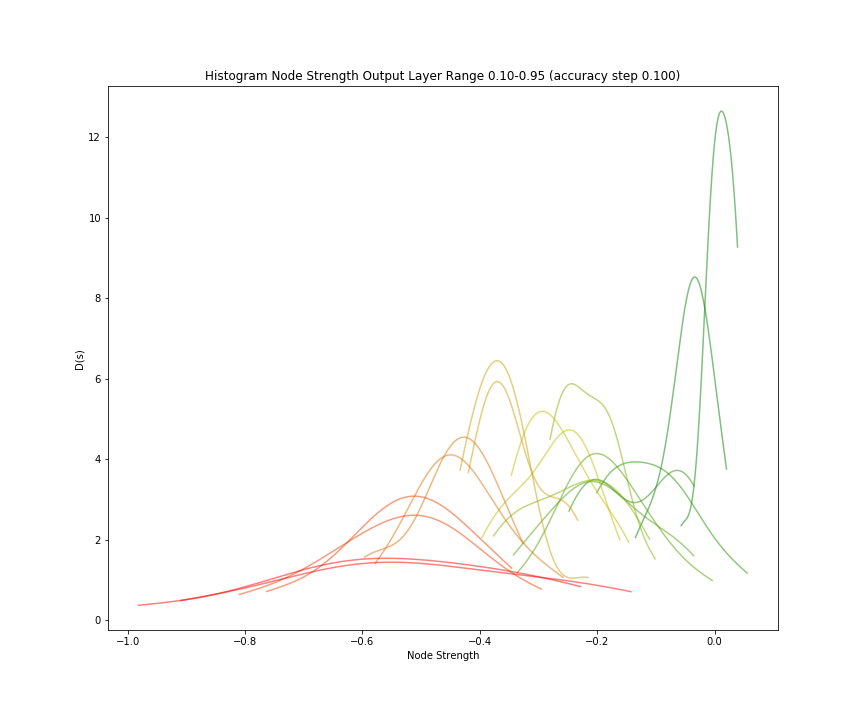 Histogram Node Strength Output Layer Range 0.10-0.95 (accuracy step 0.100)
12
10
8
6
4
2
0
D(s)
−1.0 −0.8 −0.6 −0.4 −0.2 0.0
Node Strength